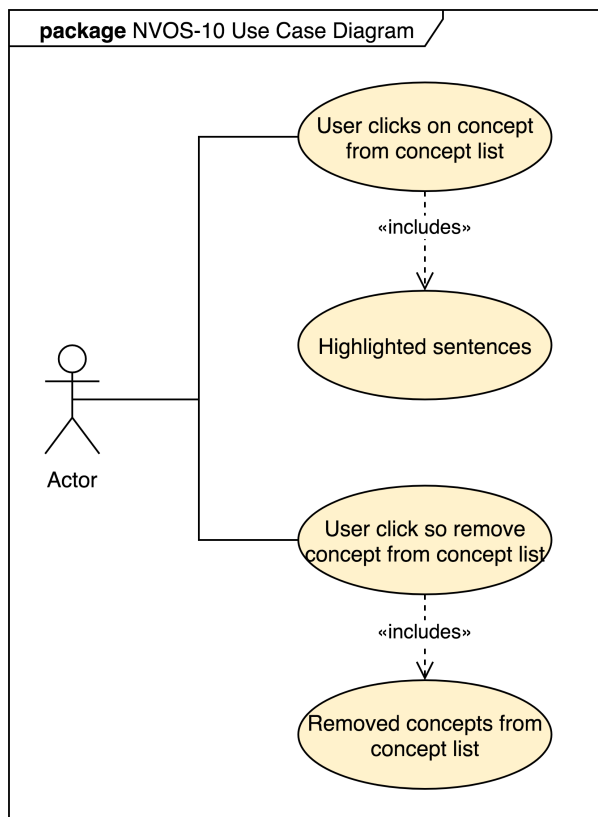 package NVOS-10 Use Case Diagram
User clicks on concept
from concept list
«includes»
Highlighted sentences
Actor
User click so remove
concept from concept list
«includes»
Removed concepts from
concept list